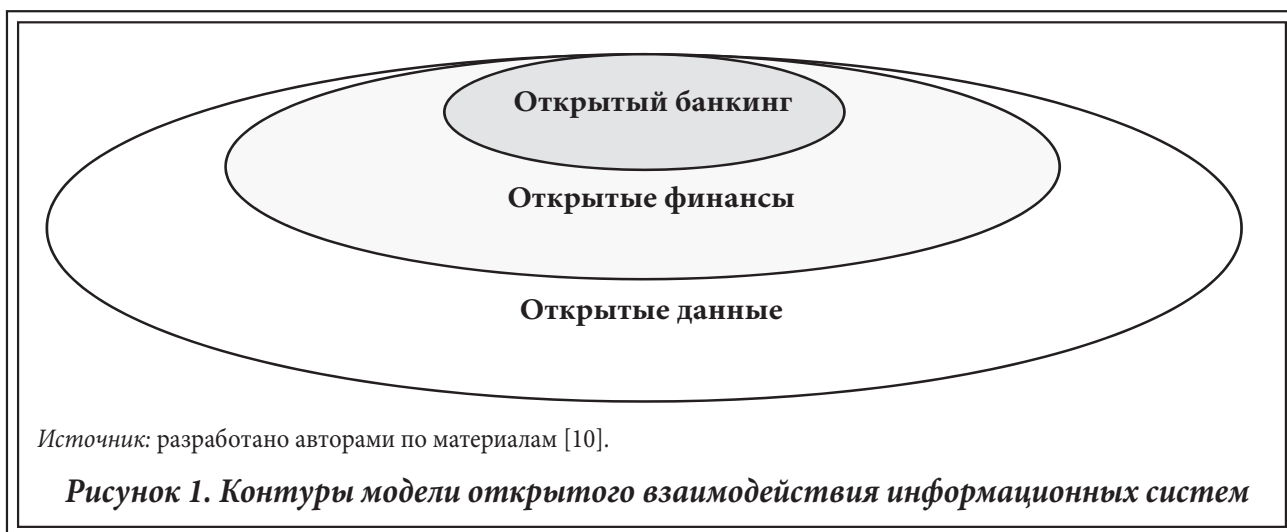 Открытый банкинг
Открытые финансы
Открытые данные
Источник: разработано авторами по материалам [10].
Рисунок 1. Контуры модели открытого взаимодействия информационных систем